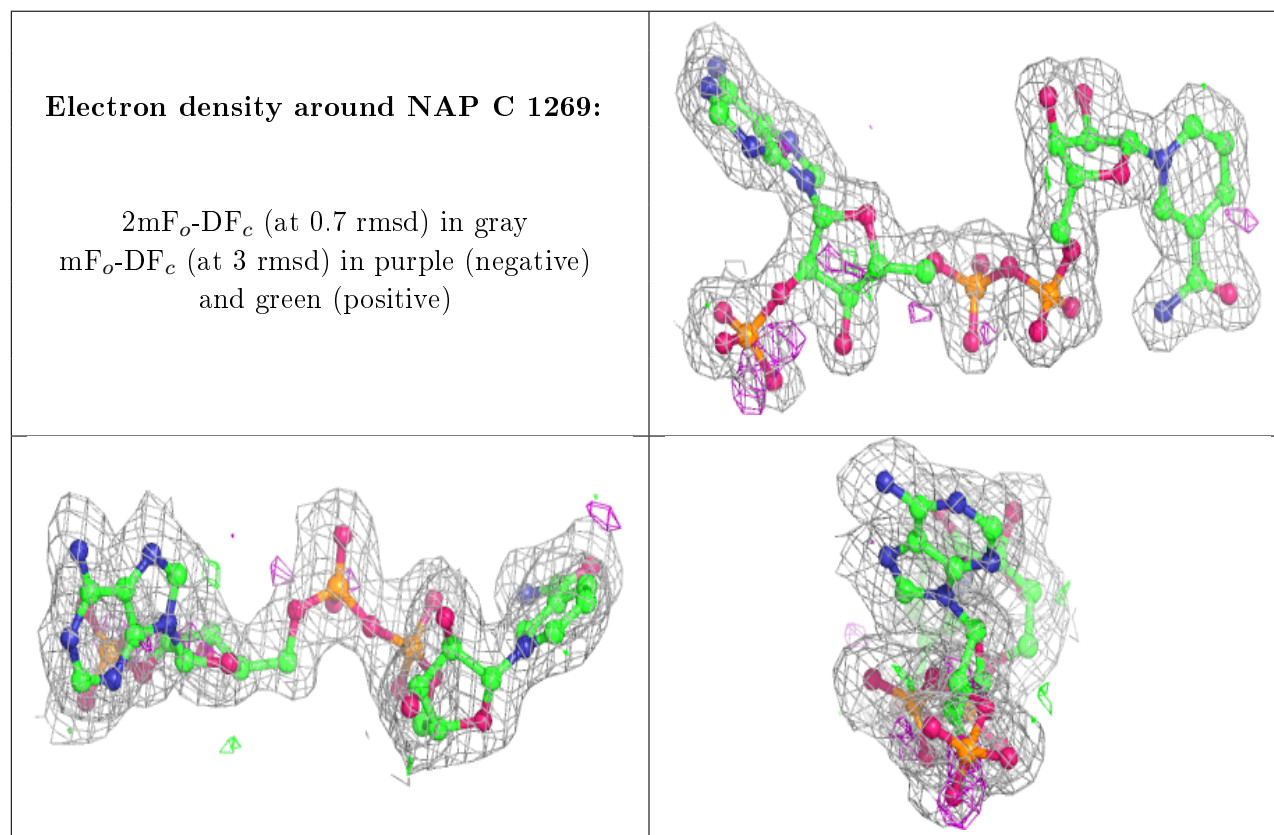 Electron density around NAP C 1269:
2mFo-DFc (at 0.7 rmsd) in gray
mFo-DFc (at 3 rmsd) in purple (negative)
and green (positive)